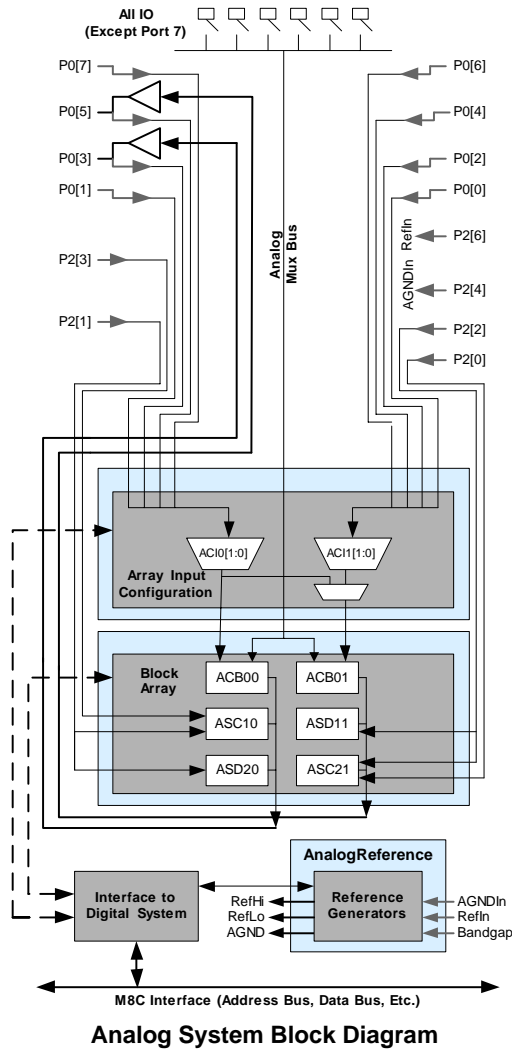 All IO
(Except Port 7)
P0[7]
P0[5]
P0[3]
P0[1]
P2[3]
P2[1]
P0[6]
P0[4]
P0[2]
P0[0]
P2[6]
P2[4]
P2[2]
P2[0]
AGNDIn RefIn
Analog
Mux Bus
ACI0[1:0]
ACI1[1:0]
Array Input
Configuration
Block
Array
ACB00
ACB01
ASC10
ASD11
ASD20
ASC21
AnalogReference
Interface to
Digital System
RefHi
RefLo
AGND
Reference
Generators
AGNDIn
RefIn
Bandgap
M8C Interface (Address Bus, Data Bus, Etc.)
Analog System Block Diagram